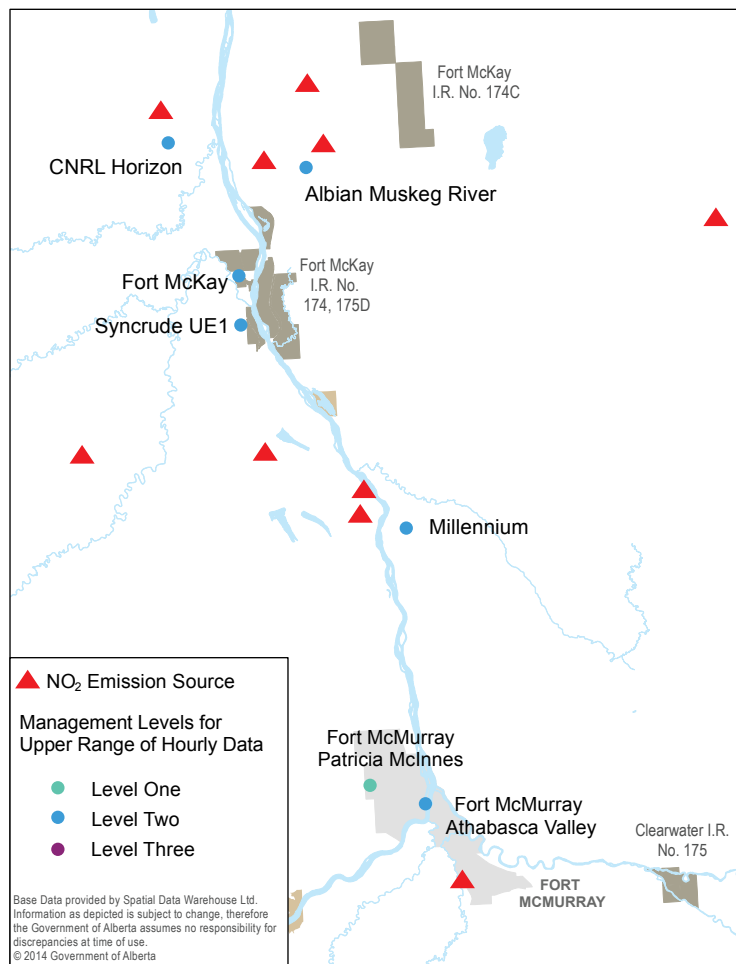 Fort McKay
I.R. No. 174C
CNRL Horizon
Albian Muskeg River
Fort McKay
I.R. No.
174, 175D
Fort McKay
Syncrude UE1
Millennium
NO₂ Emission Source
Management Levels for
Upper Range of Hourly Data
Level One
Level Two
Level Three
Fort McMurray
Patricia McInnes
Fort McMurray
Athabasca Valley
Clearwater I.R.
No. 175
FORT
MCMURRAY
Base Data provided by Spatial Data Warehouse Ltd.
Information as depicted is subject to change, therefore
the Government of Alberta assumes no responsibility for
discrepancies at time of use.
© 2014 Government of Alberta